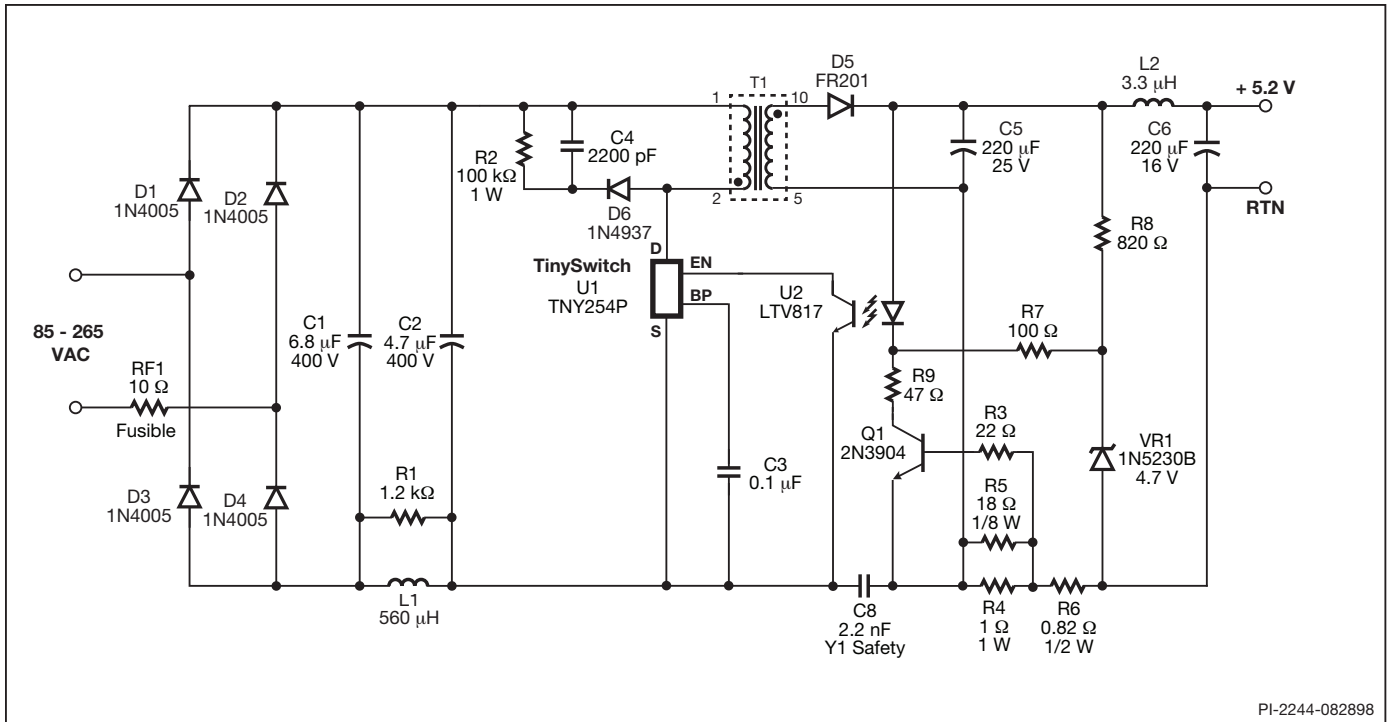 D5
FR201
L2
3.3 µH
+ 5.2 V
T1
1
10
2
5
R2
100 kΩ
1 W
C4
2200 pF
D6
1N4937
C5
220 µF
25 V
C6
220 µF
16 V
RTN
D1
1N4005
D2
1N4005
R8
820 Ω
TinySwitch
U1
TNY254P
D
EN
BP
S
U2
LTV817
R7
100 Ω
85 - 265
VAC
RF1
10 Ω
Fusible
C1
6.8 µF
400 V
C2
4.7 µF
400 V
R9
47 Ω
Q1
2N3904
R3
22 Ω
VR1
1N5230B
4.7 V
D3
1N4005
D4
1N4005
R1
1.2 kΩ
C3
0.1 µF
R5
18 Ω
1/8 W
L1
560 µH
C8
2.2 nF
Y1 Safety
R4
1 Ω
1 W
R6
0.82 Ω
1/2 W
PI-2244-082898